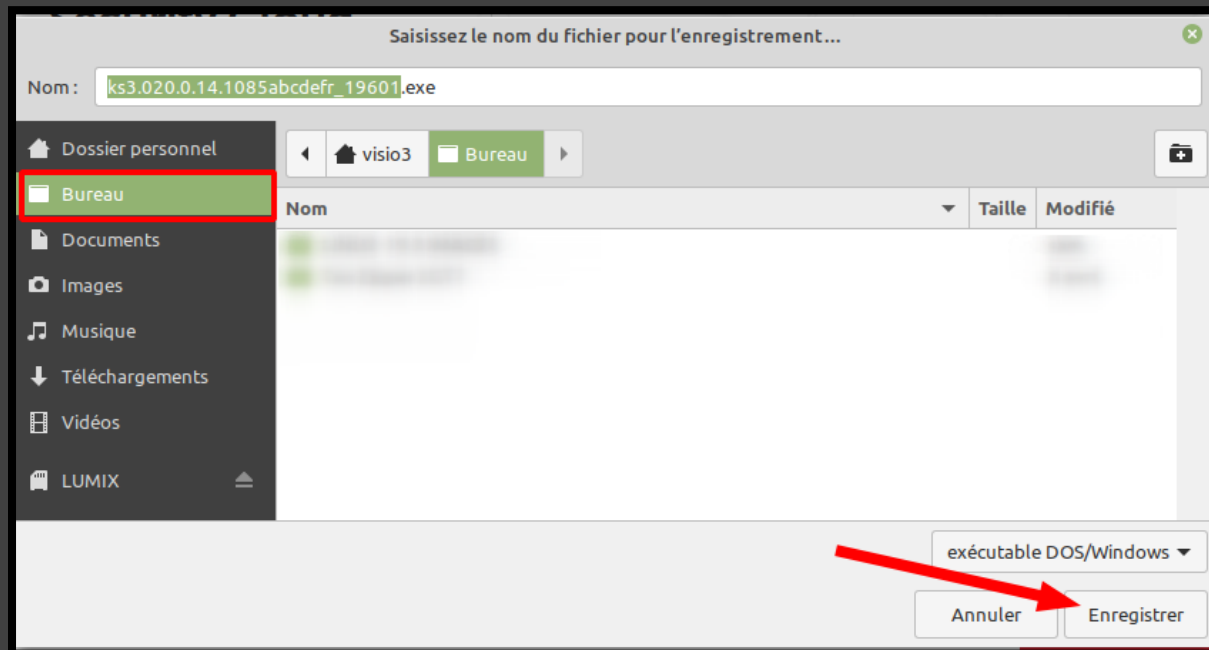 Saisissez le nom du fichier pour l'enregistrement…
Nom : ks3.020.0.14.1085abcdefr_19601.exe
Dossier personnel
Bureau
Documents
Images
Musique
Téléchargements
Vidéos
LUMIX
visio3 Bureau
Nom Taille Modifié
exécutable DOS/Windows
Annuler Enregistrer